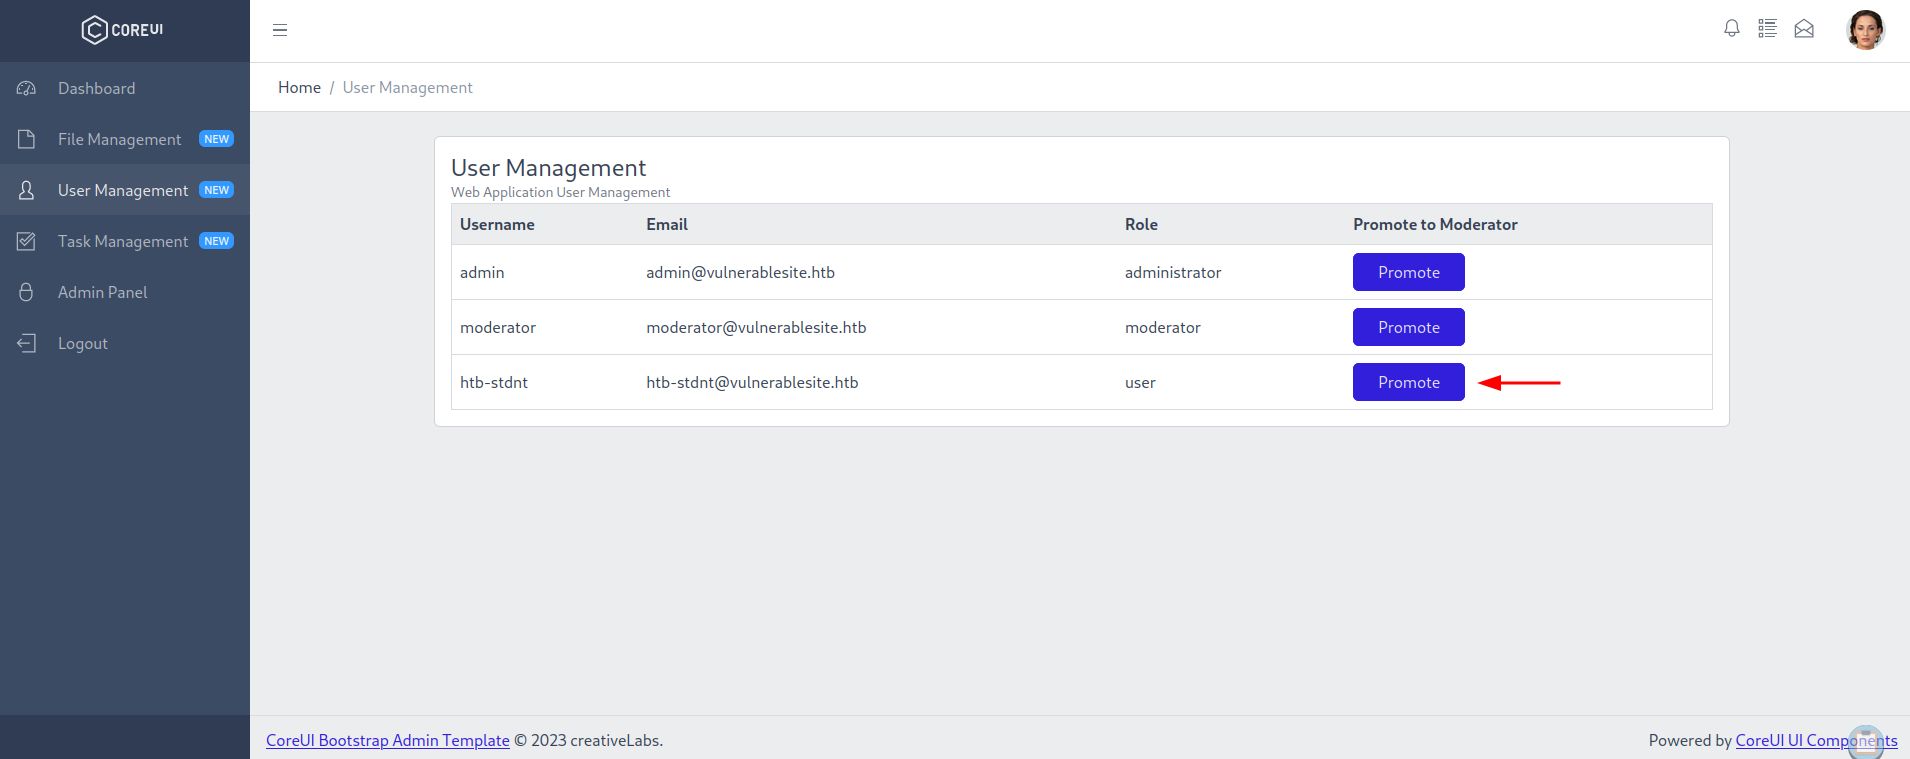 COREUI
Dashboard
File Management NEW
User Management NEW
Task Management NEW
Admin Panel
Logout
Home / User Management
User Management
Web Application User Management
Username Email Role Promote to Moderator
admin admin@vulnerablesite.htb administrator Promote
moderator moderator@vulnerablesite.htb moderator Promote
htb-stdnt htb-stdnt@vulnerablesite.htb user Promote
CoreUI Bootstrap Admin Template © 2023 creativeLabs.
Powered by CoreUI UI Components